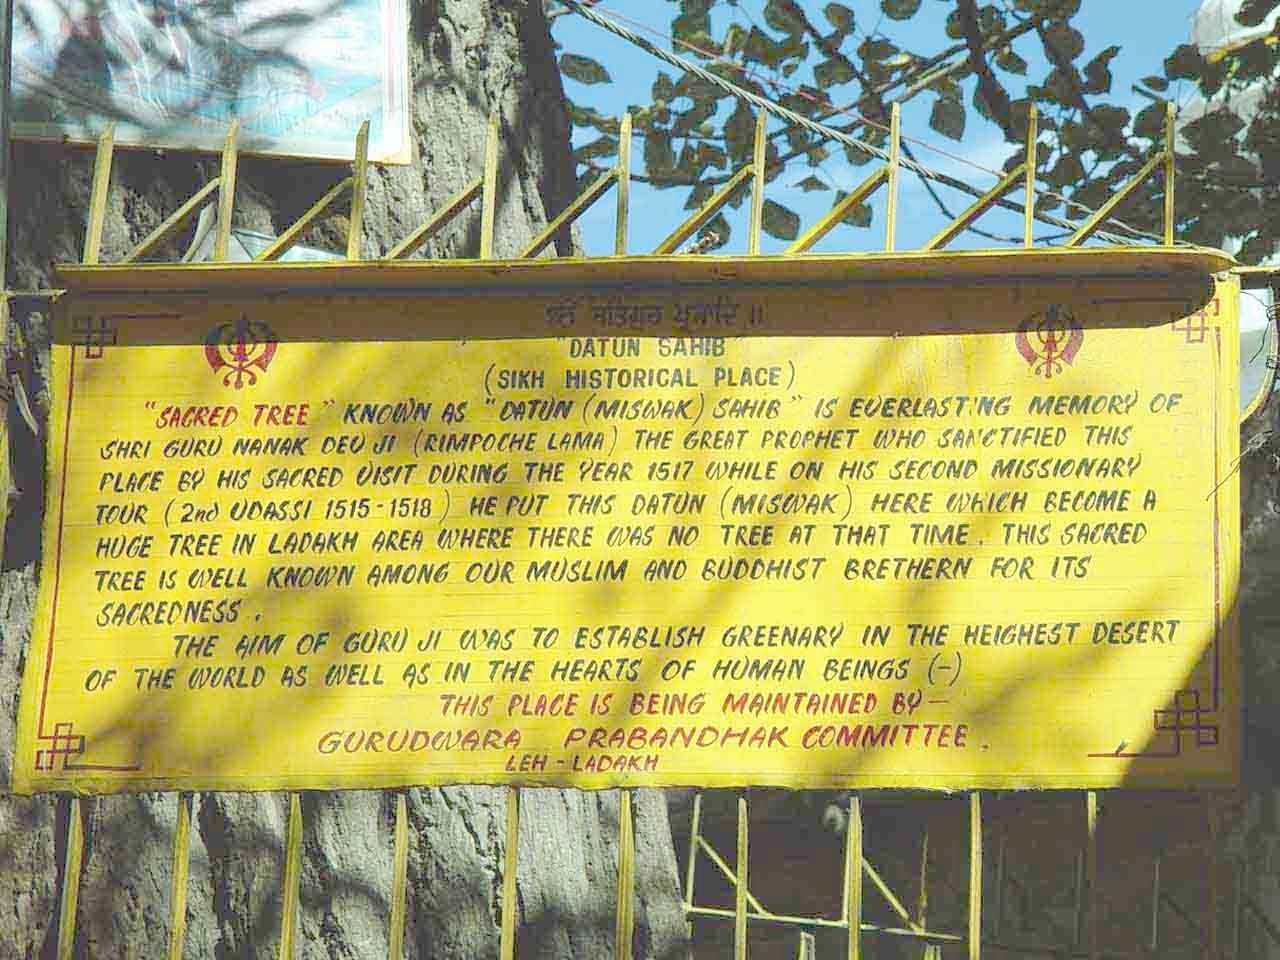 ੴ ਸਤਿਗੁਰ ਪ੍ਰਸਾਦਿ ॥
"DATUN SAHIB"
(SIKH HISTORICAL PLACE)
"SACRED TREE" KNOWN AS "DATUN (MISWAK) SAHIB" IS EVERLASTING MEMORY OF
SHRI GURU NANAK DEV JI (RIMPOCHE LAMA) THE GREAT PROPHET WHO SANCTIFIED THIS
PLACE BY HIS SACRED VISIT DURING THE YEAR 1517 WHILE ON HIS SECOND MISSIONARY
TOUR (2nd UDASSI 1515-1518) HE PUT THIS DATUN (MISWAK) HERE WHICH BECOME A
HUGE TREE IN LADAKH AREA WHERE THERE WAS NO TREE AT THAT TIME. THIS SACRED
TREE IS WELL KNOWN AMONG OUR MUSLIM AND BUDDHIST BRETHERN FOR ITS
SACREDNESS.
THE AIM OF GURU JI WAS TO ESTABLISH GREENARY IN THE HEIGHEST DESERT
OF THE WORLD AS WELL AS IN THE HEARTS OF HUMAN BEINGS (-)
THIS PLACE IS BEING MAINTAINED BY-
GURUDWARA PRABANDHAK COMMITTEE.
LEH - LADAKH